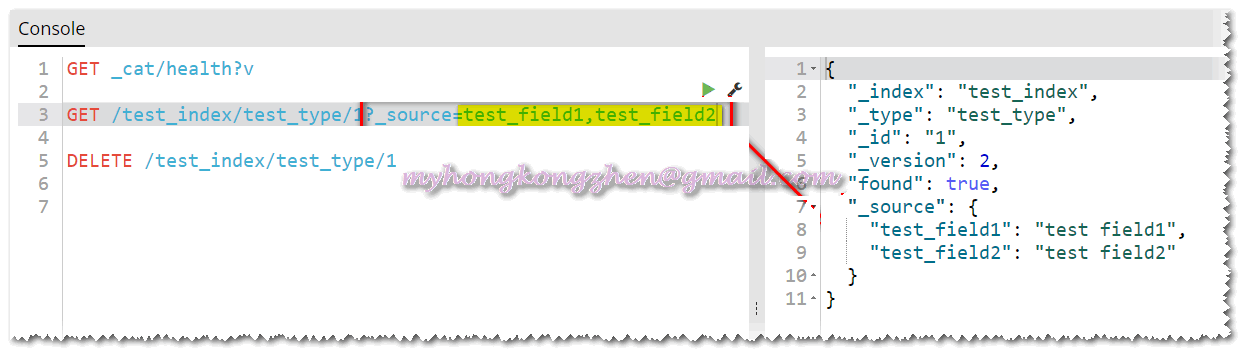 Console
1 GET _cat/health?v
2
3 GET /test_index/test_type/1?_source=test_field1,test_field2
4
5 DELETE /test_index/test_type/1
6
7
myhongkongzhen@gmail.com
1 {
2 "_index": "test_index",
3 "_type": "test_type",
4 "_id": "1",
5 "_version": 2,
6 "found": true,
7 "_source": {
8 "test_field1": "test field1",
9 "test_field2": "test field2"
10 }
11 }